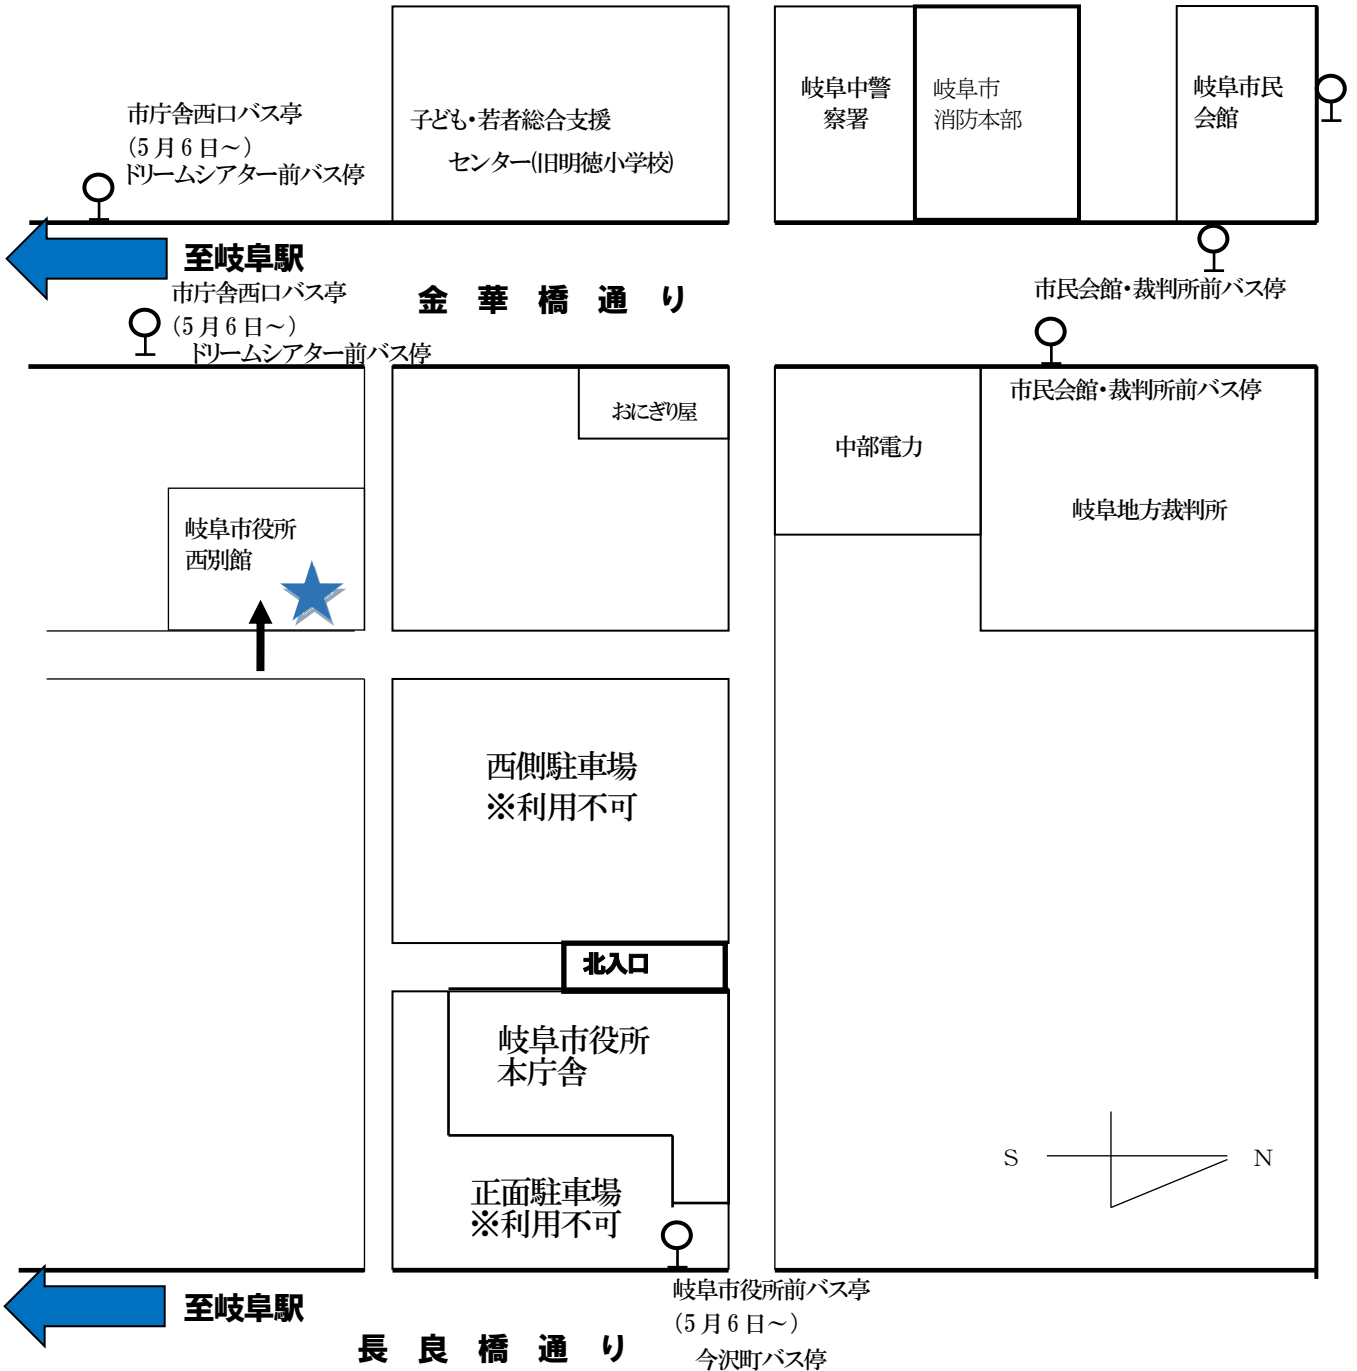 市庁舎西口バス亭
（5月6日～）
ドリームシアター前バス停
子ども・若者総合支援
センター(旧明徳小学校)
岐阜中警
察署
岐阜市
消防本部
岐阜市民
会館
至岐阜駅
市庁舎西口バス亭
（5月6日～）
ドリームシアター前バス停
金華橋通り
市民会館・裁判所前バス停
市民会館・裁判所前バス停
おにぎり屋
中部電力
岐阜地方裁判所
岐阜市役所
西別館
西側駐車場
※利用不可
北入口
岐阜市役所
本庁舎
正面駐車場
※利用不可
S
N
至岐阜駅
岐阜市役所前バス亭
（5月6日～）
今沢町バス停
長良橋通り